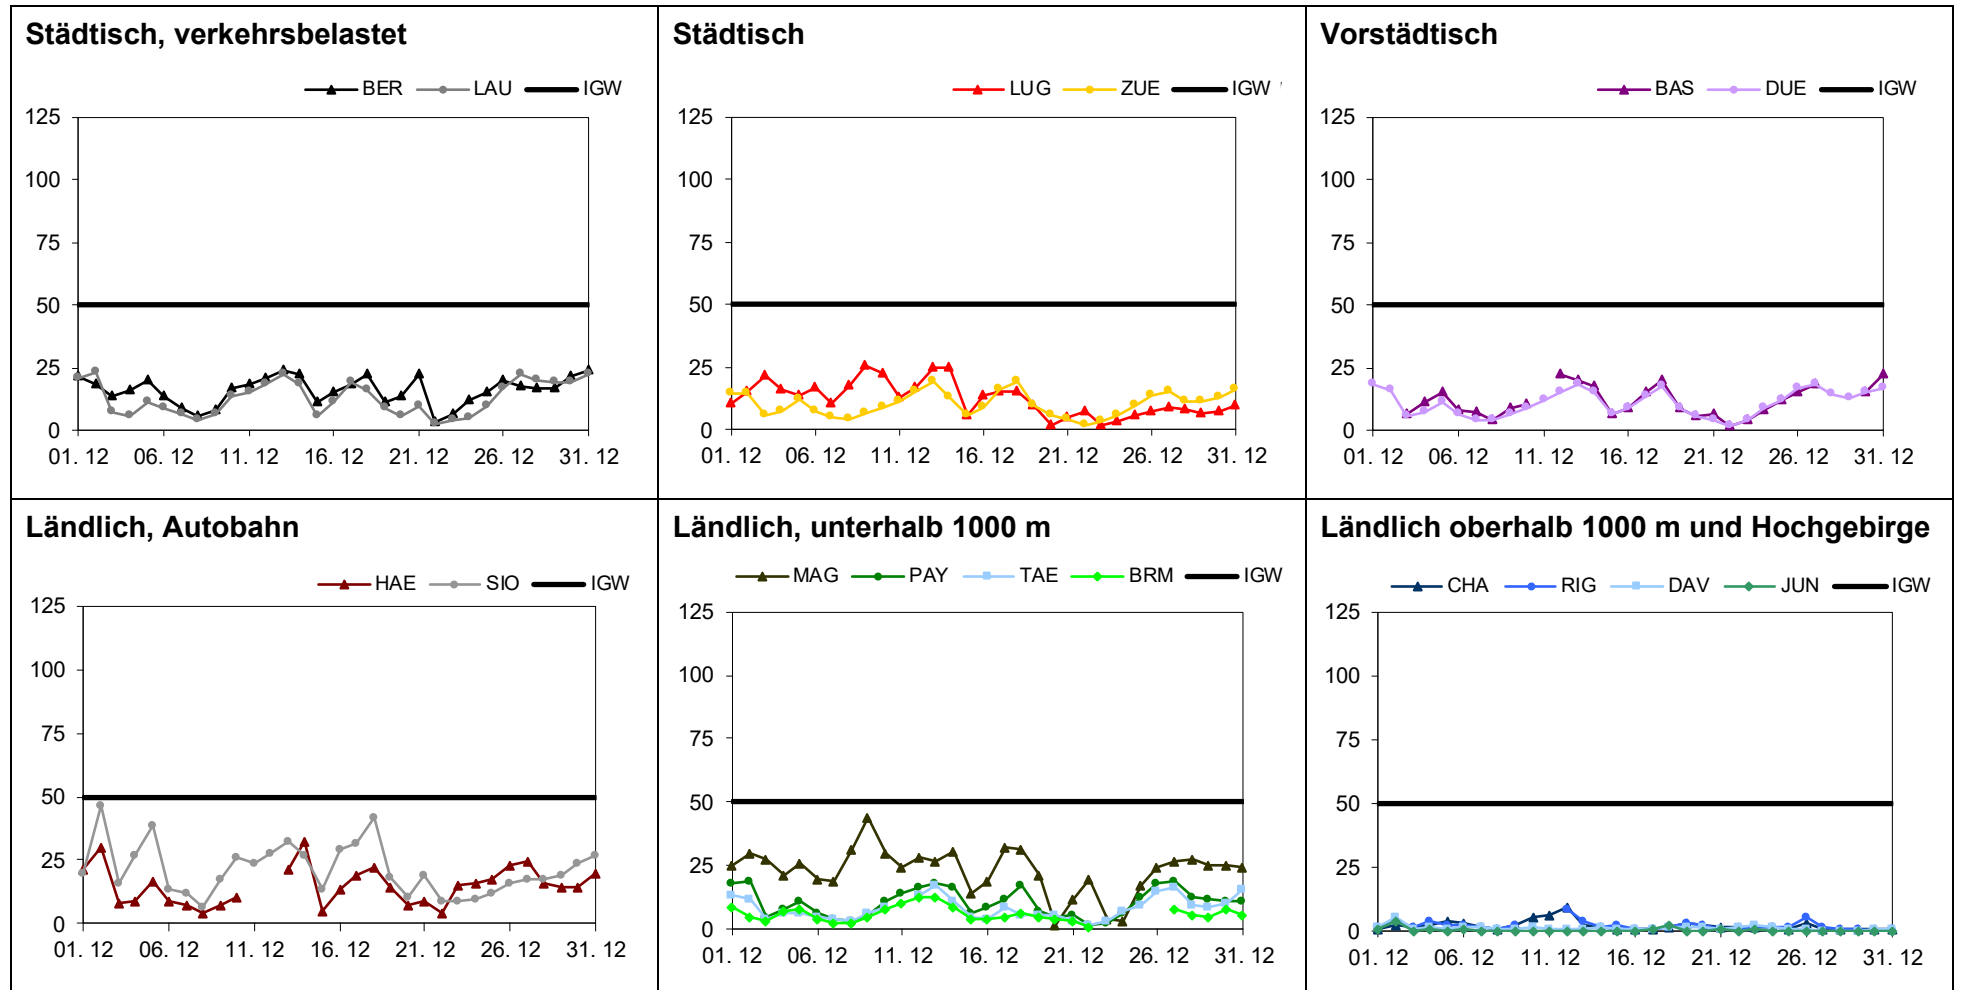 Städtisch, verkehrsbelastet
BER LAU IGW
125
100
75
50
25
0
01. 12 06. 12 11. 12 16. 12 21. 12 26. 12 31. 12
Städtisch
LUG ZUE IGW
125
100
75
50
25
0
01. 12 06. 12 11. 12 16. 12 21. 12 26. 12 31. 12
Vorstädtisch
BAS DUE IGW
125
100
75
50
25
0
01. 12 06. 12 11. 12 16. 12 21. 12 26. 12 31. 12
Ländlich, Autobahn
HAE SIO IGW
125
100
75
50
25
0
01. 12 06. 12 11. 12 16. 12 21. 12 26. 12 31. 12
Ländlich, unterhalb 1000 m
MAG PAY TAE BRM IGW
125
100
75
50
25
0
01. 12 06. 12 11. 12 16. 12 21. 12 26. 12 31. 12
Ländlich oberhalb 1000 m und Hochgebirge
CHA RIG DAV JUN IGW
125
100
75
50
25
0
01. 12 06. 12 11. 12 16. 12 21. 12 26. 12 31. 12